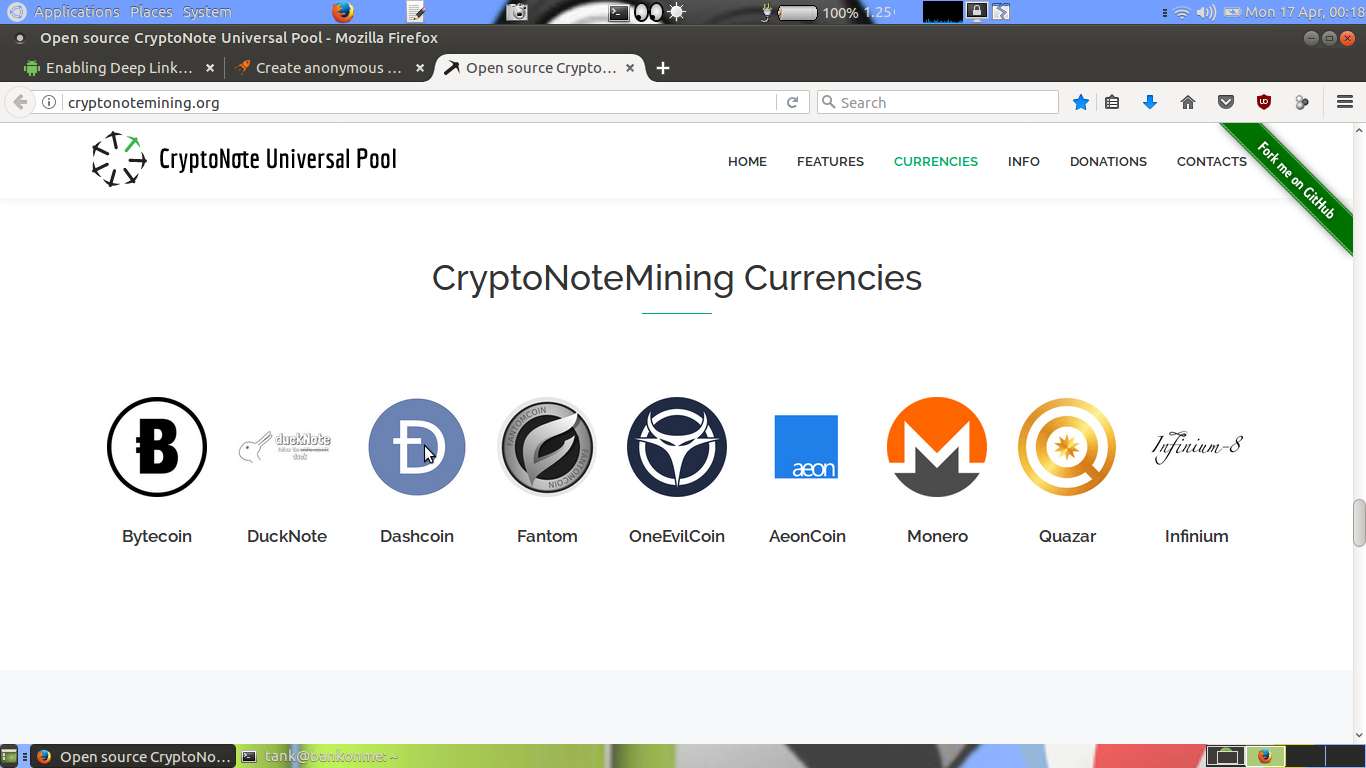 Applications Places System
100% 1.25
Mon 17 Apr, 00:18
Open source CryptoNote Universal Pool - Mozilla Firefox
Enabling Deep Link...
Create anonymous ...
Open source Crypto...
cryptonotemining.org
Search
CryptoNote Universal Pool
HOME FEATURES CURRENCIES INFO DONATIONS CONTACTS
Fork me on GitHub
CryptoNoteMining Currencies
duckNote
duck
FANTOMCOIN
FANTOMCOIN
aeon
Infinium-8
Bytecoin DuckNote Dashcoin Fantom OneEvilCoin AeonCoin Monero Quazar Infinium
Open source CryptoNo...
tank@bankon.me: ~